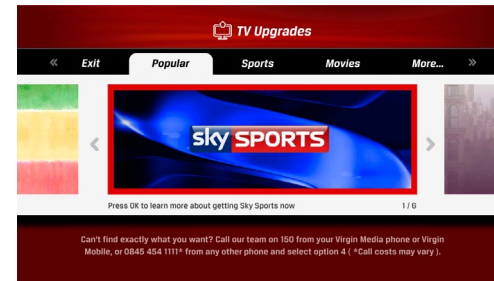 TV Upgrades
« Exit Popular Sports Movies More... »
sky SPORTS
Press OK to learn more about getting Sky Sports now 1 / 6
Can't find exactly what you want? Call our team on 150 from your Virgin Media phone or Virgin
Mobile, or 0845 454 1111* from any other phone and select option 4 ( *Call costs may vary ).